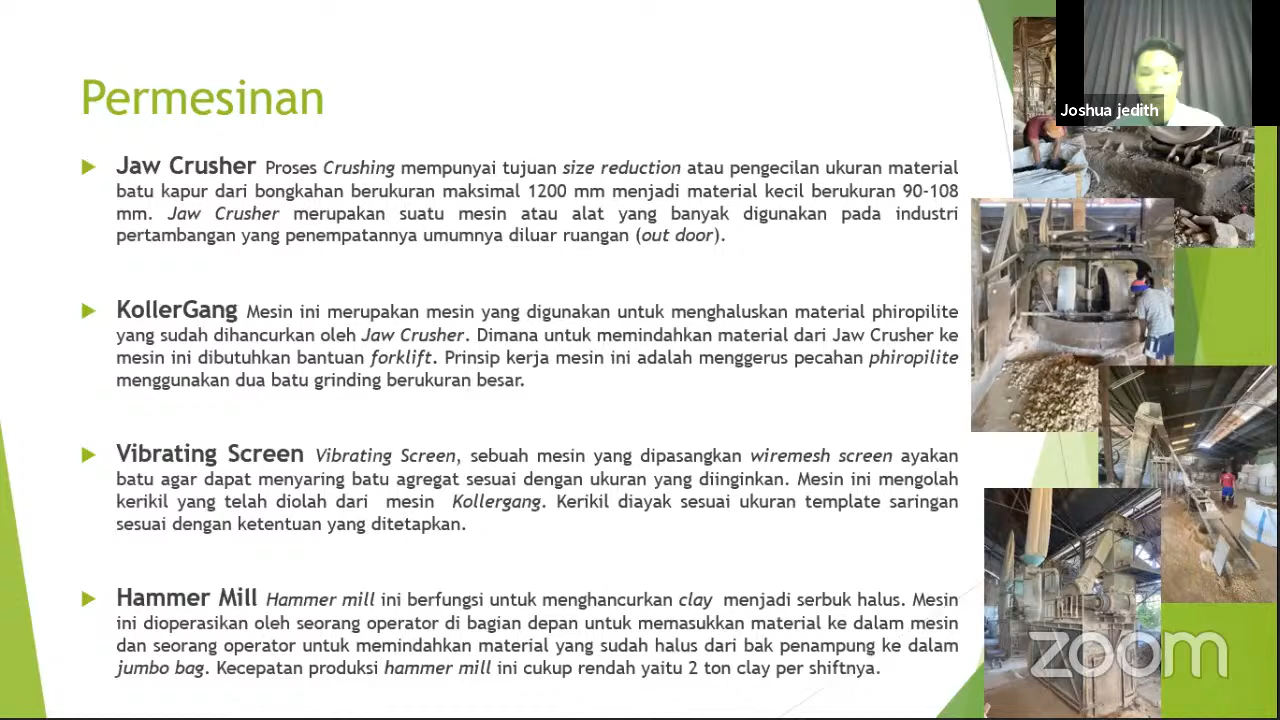 Permesinan
Joshua jedith
Jaw Crusher Proses Crushing mempunyai tujuan size reduction atau pengecilan ukuran material
batu kapur dari bongkahan berukuran maksimal 1200 mm menjadi material kecil berukuran 90-108
mm. Jaw Crusher merupakan suatu mesin atau alat yang banyak digunakan pada industri
pertambangan yang penempatannya umumnya diluar ruangan (out door).
KollerGang Mesin ini merupakan mesin yang digunakan untuk menghaluskan material phiropilite
yang sudah dihancurkan oleh Jaw Crusher. Dimana untuk memindahkan material dari Jaw Crusher ke
mesin ini dibutuhkan bantuan forklift. Prinsip kerja mesin ini adalah menggerus pecahan phiropilite
menggunakan dua batu grinding berukuran besar.
Vibrating Screen Vibrating Screen, sebuah mesin yang dipasangkan wiremesh screen ayakan
batu agar dapat menyaring batu agregat sesuai dengan ukuran yang diinginkan. Mesin ini mengolah
kerikil yang telah diolah dari mesin Kollergang. Kerikil diayak sesuai ukuran template saringan
sesuai dengan ketentuan yang ditetapkan.
Hammer Mill Hammer mill ini berfungsi untuk menghancurkan clay menjadi serbuk halus. Mesin
ini dioperasikan oleh seorang operator di bagian depan untuk memasukkan material ke dalam mesin
dan seorang operator untuk memindahkan material yang sudah halus dari bak penampung ke dalam
jumbo bag. Kecepatan produksi hammer mill ini cukup rendah yaitu 2 ton clay per shiftnya.
zoom